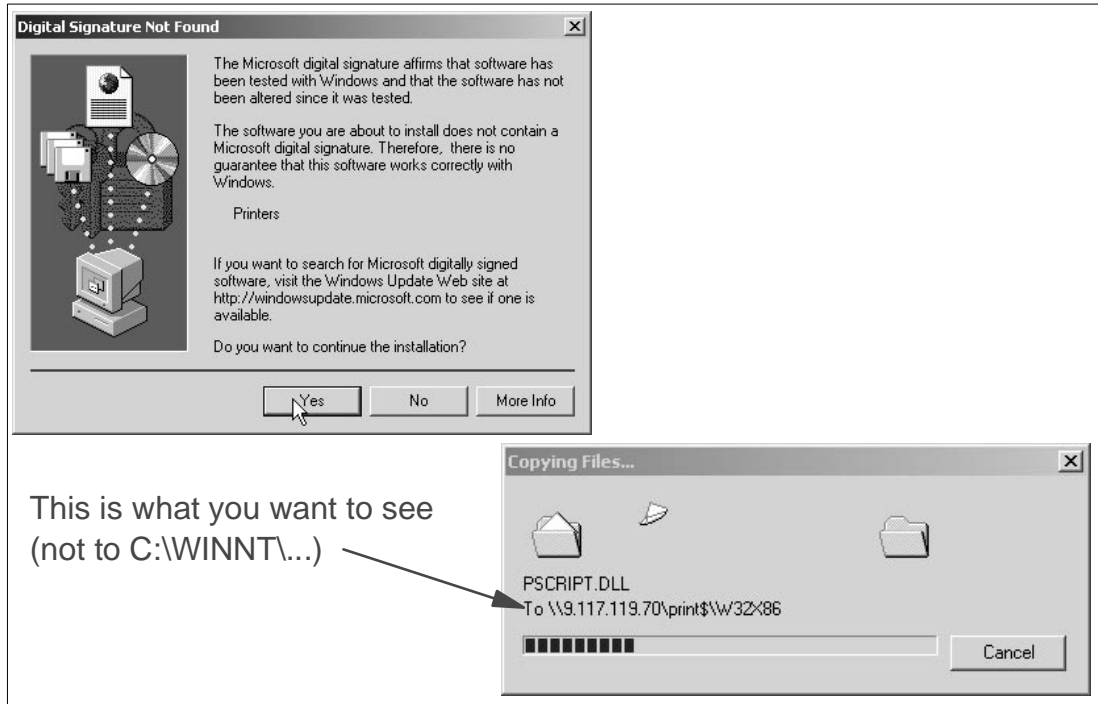 Digital Signature Not Found
The Microsoft digital signature affirms that software has
been tested with Windows and that the software has not
been altered since it was tested.
The software you are about to install does not contain a
Microsoft digital signature. Therefore, there is no
guarantee that this software works correctly with
Windows.
Printers
If you want to search for Microsoft digitally signed
software, visit the Windows Update Web site at
http://windowsupdate.microsoft.com to see if one is
available.
Do you want to continue the installation?
Yes No More Info
This is what you want to see
(not to C:\WINNT\...)
Copying Files...
PSCRIPT.DLL
To \\9.117.119.70\print$\W32X86
Cancel